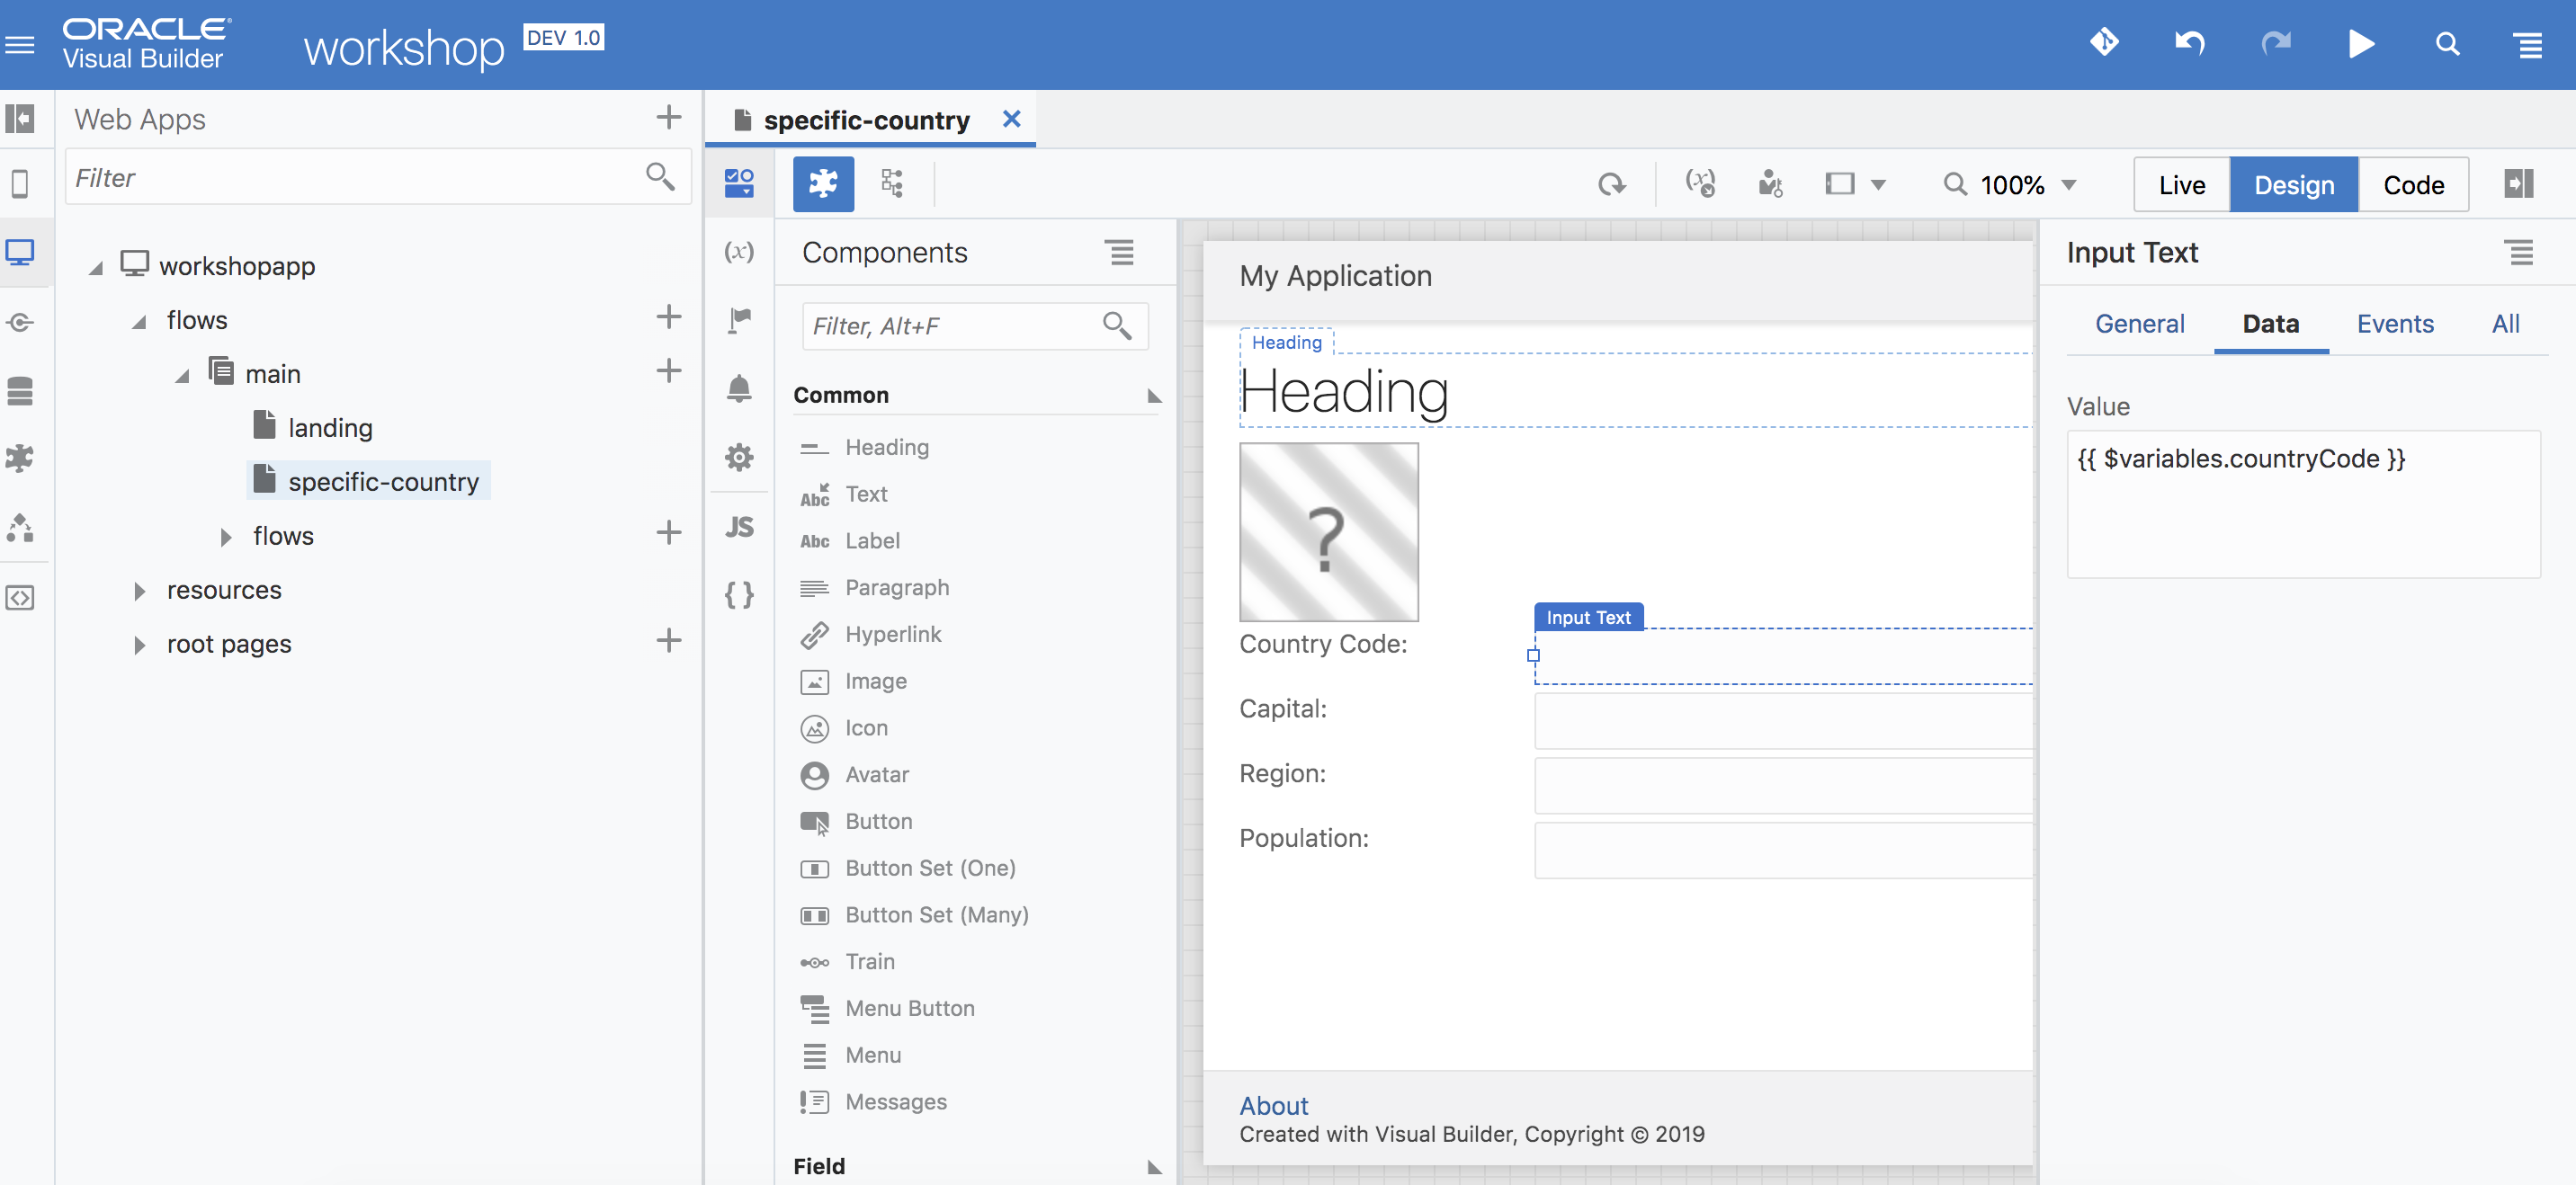 ORACLE
Visual Builder
workshop DEV 1.0
Web Apps
Filter
workshopapp
flows
main
landing
specific-country
flows
resources
root pages
specific-country
100%
Live Design Code
(x)
JS
{ }
Components
Filter, Alt+F
Common
Heading
Abc Text
Abc Label
Paragraph
Hyperlink
Image
Icon
Avatar
Button
Button Set (One)
Button Set (Many)
Train
Menu Button
Menu
Messages
Field
My Application
Heading
Heading
?
Input Text
Country Code:
Capital:
Region:
Population:
About
Created with Visual Builder, Copyright © 2019
Input Text
General Data Events All
Value
{{ $variables.countryCode }}